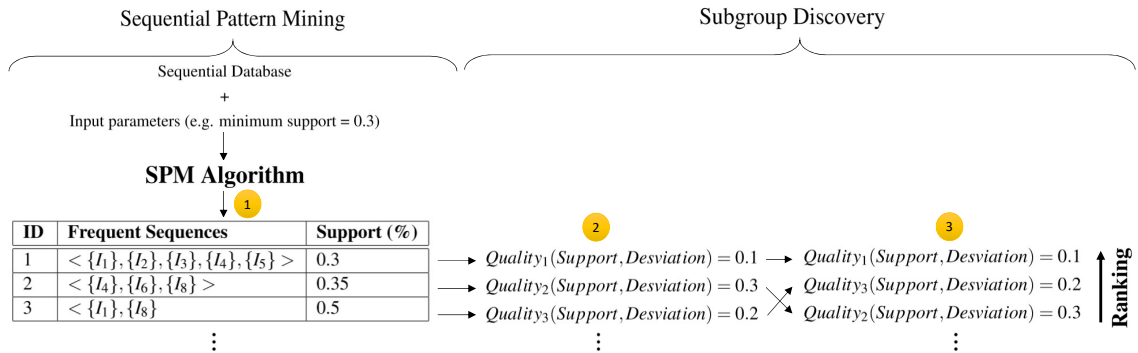 Sequential Pattern Mining
Subgroup Discovery
Sequential Database
+
Input parameters (e.g. minimum support = 0.3)
SPM Algorithm
1
ID Frequent Sequences Support (%)
1 < {I₁}, {I₂}, {I₃}, {I₄}, {I₅} > 0.3
2 < {I₄}, {I₆}, {I₈} > 0.35
3 < {I₁}, {I₈} 0.5
⋮
2
Quality₁(Support, Desviation) = 0.1
Quality₂(Support, Desviation) = 0.3
Quality₃(Support, Desviation) = 0.2
⋮
3
Quality₁(Support, Desviation) = 0.1
Quality₃(Support, Desviation) = 0.2
Quality₂(Support, Desviation) = 0.3
⋮
Ranking